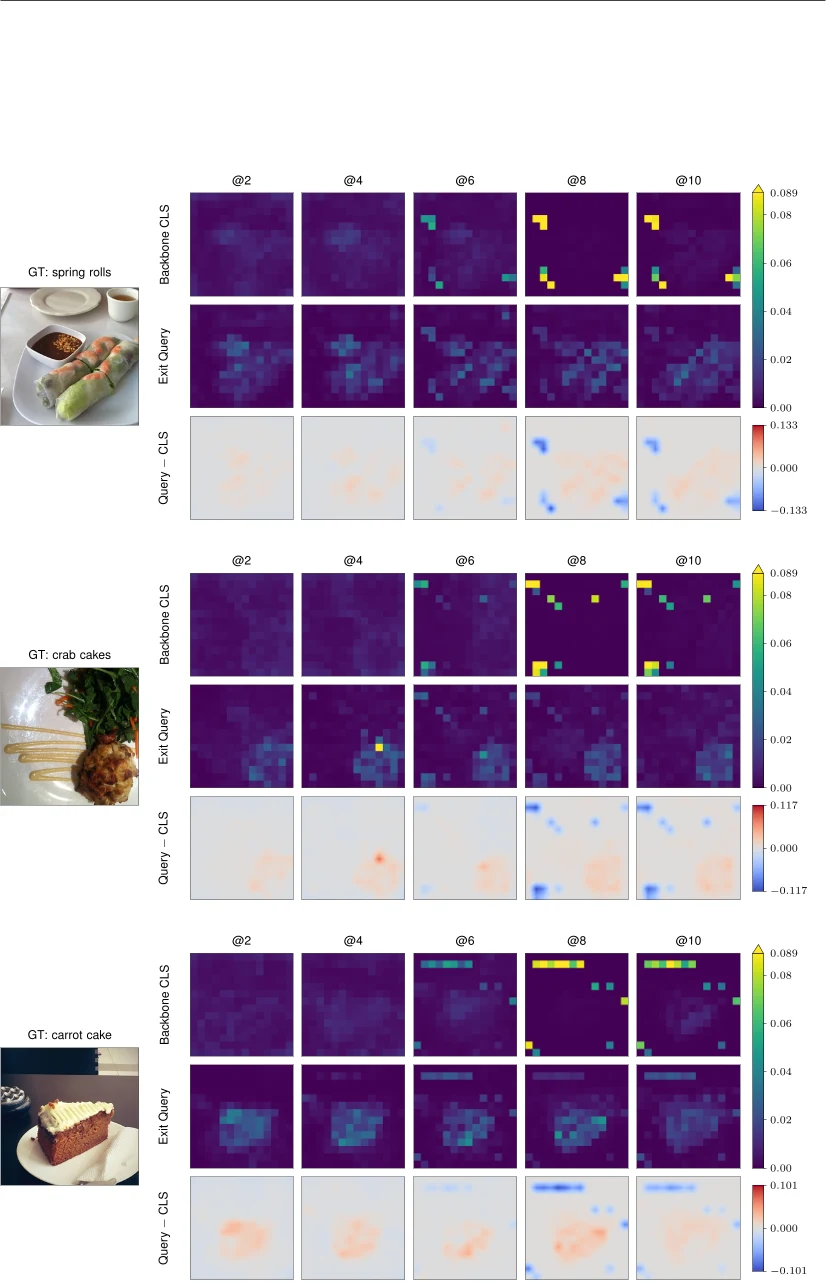 @2 @4 @6 @8 @10
Backbone CLS
0.089
0.08
0.06
0.04
0.02
0.00
GT: spring rolls
Exit Query
Query − CLS
0.133
0.000
−0.133
@2 @4 @6 @8 @10
Backbone CLS
0.089
0.08
0.06
0.04
0.02
0.00
GT: crab cakes
Exit Query
Query − CLS
0.117
0.000
−0.117
@2 @4 @6 @8 @10
Backbone CLS
0.089
0.08
0.06
0.04
0.02
0.00
GT: carrot cake
Exit Query
Query − CLS
0.101
0.000
−0.101